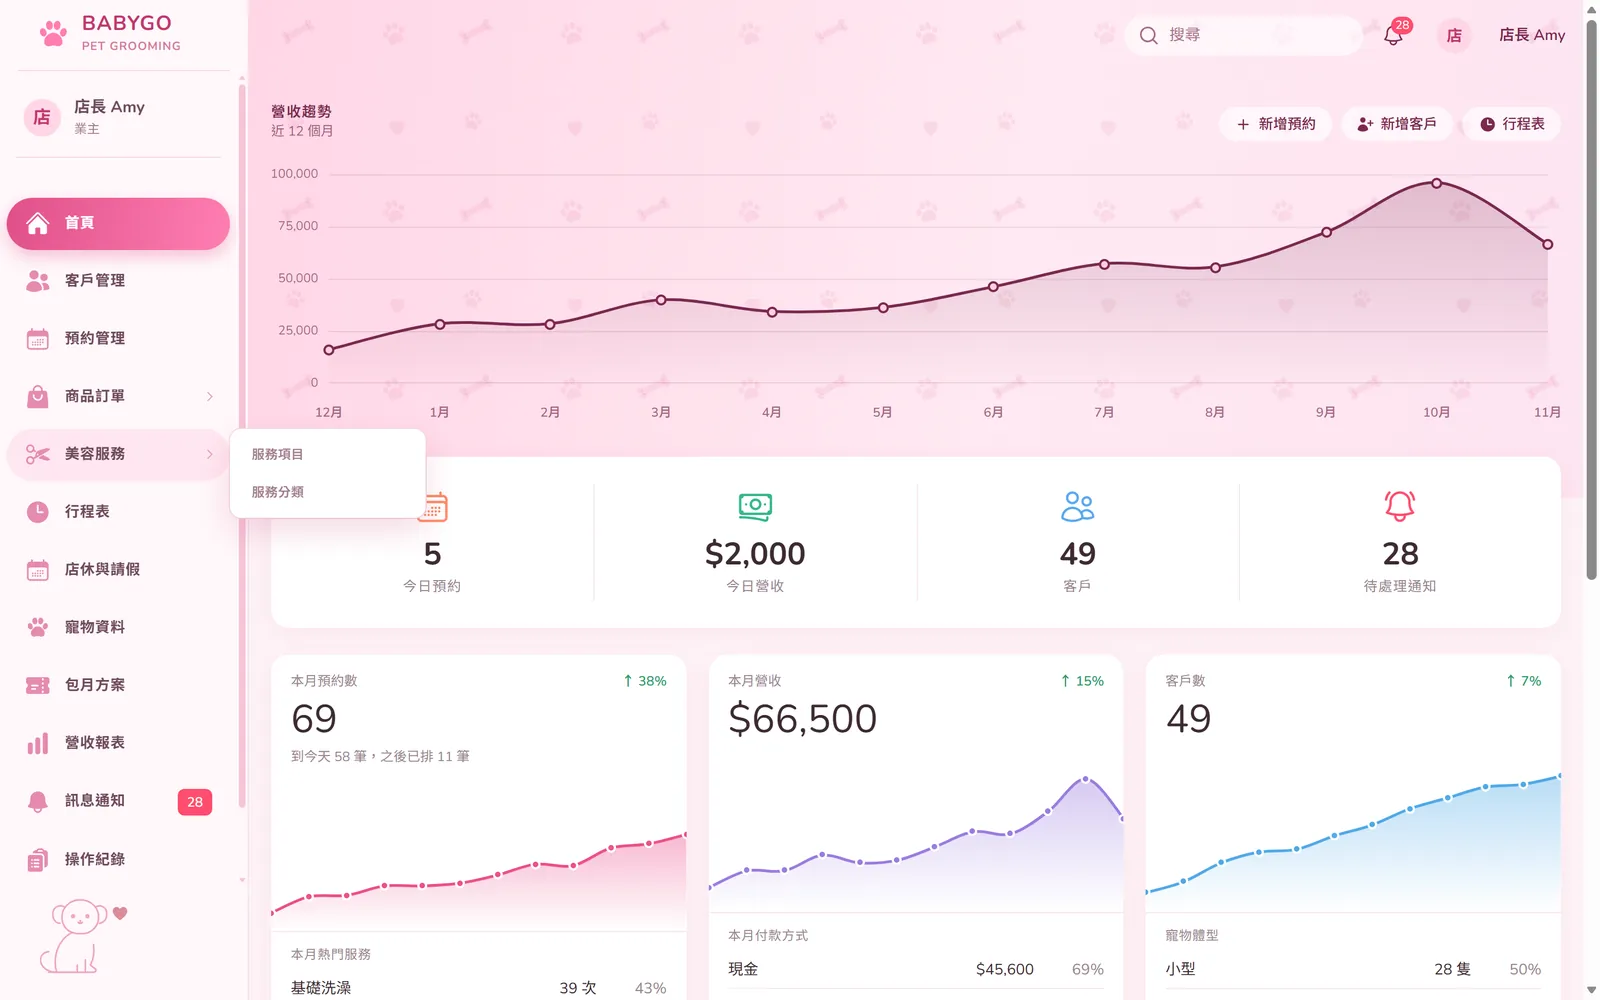 BABYGO
PET GROOMING
店
店長 Amy
業主
首頁
客戶管理
預約管理
商品訂單
美容服務
行程表
店休與請假
寵物資料
包月方案
營收報表
訊息通知
28
操作紀錄
服務項目
服務分類
搜尋
28
店
店長 Amy
營收趨勢
近 12 個月
新增預約
新增客戶
行程表
100,000
75,000
50,000
25,000
0
12月
1月
2月
3月
4月
5月
6月
7月
8月
9月
10月
11月
5
今日預約
$2,000
今日營收
49
客戶
28
待處理通知
本月預約數
↑ 38%
69
到今天 58 筆，之後已排 11 筆
本月熱門服務
基礎洗澡 39 次 43%
本月營收
↑ 15%
$66,500
本月付款方式
現金 $45,600 69%
客戶數
↑ 7%
49
寵物體型
小型 28 隻 50%